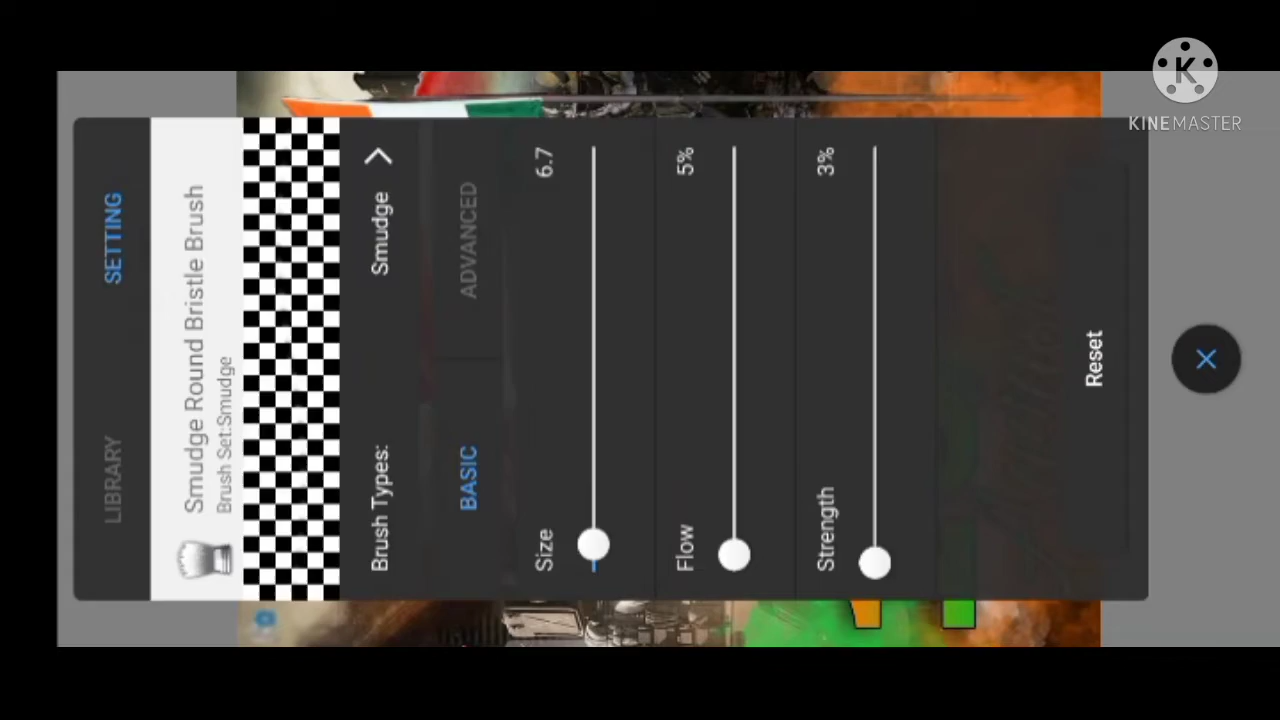 LIBRARY SETTING
Smudge Round Bristle Brush
Brush Set:Smudge
Brush Types: Smudge
BASIC ADVANCED
Size 6.7
Flow 5%
Strength 3%
Reset
K
KINEMASTER